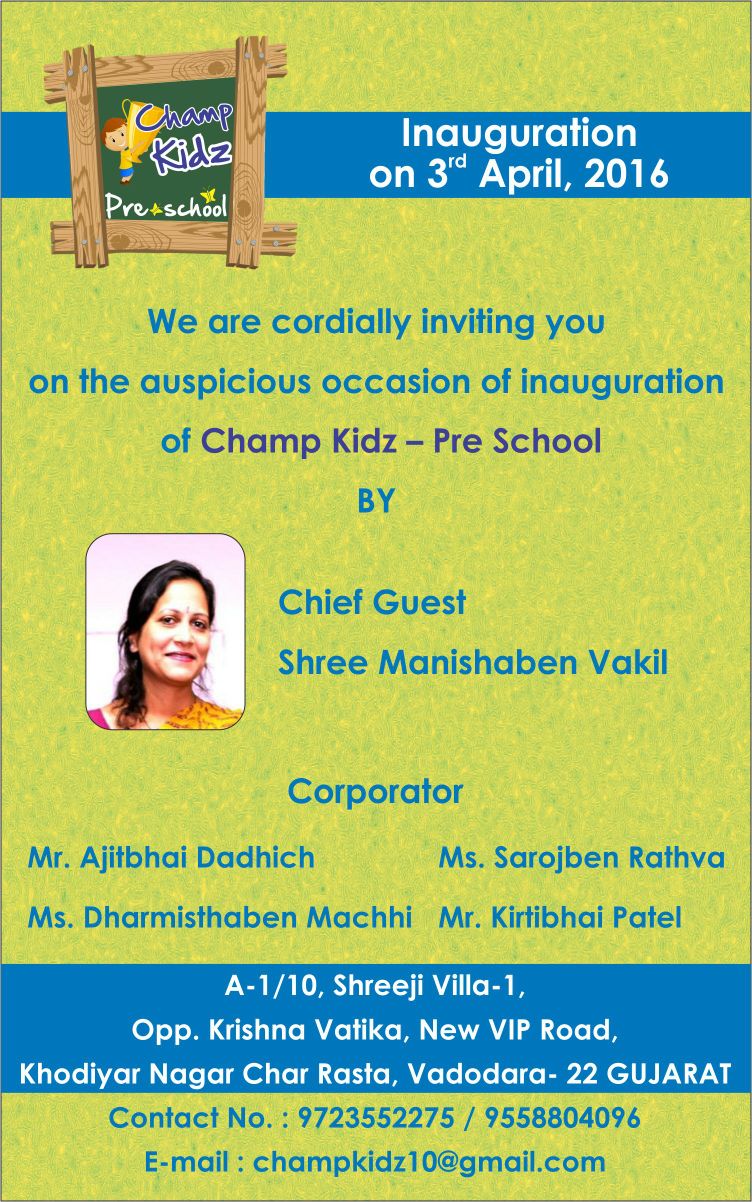 Champ
Kidz
Pre school
Inauguration
on 3rd April, 2016
We are cordially inviting you
on the auspicious occasion of inauguration
of Champ Kidz – Pre School
BY
Chief Guest
Shree Manishaben Vakil
Corporator
Mr. Ajitbhai Dadhich Ms. Sarojben Rathva
Ms. Dharmisthaben Machhi Mr. Kirtibhai Patel
A-1/10, Shreeji Villa-1,
Opp. Krishna Vatika, New VIP Road,
Khodiyar Nagar Char Rasta, Vadodara- 22 GUJARAT
Contact No. : 9723552275 / 9558804096
E-mail : champkidz10@gmail.com